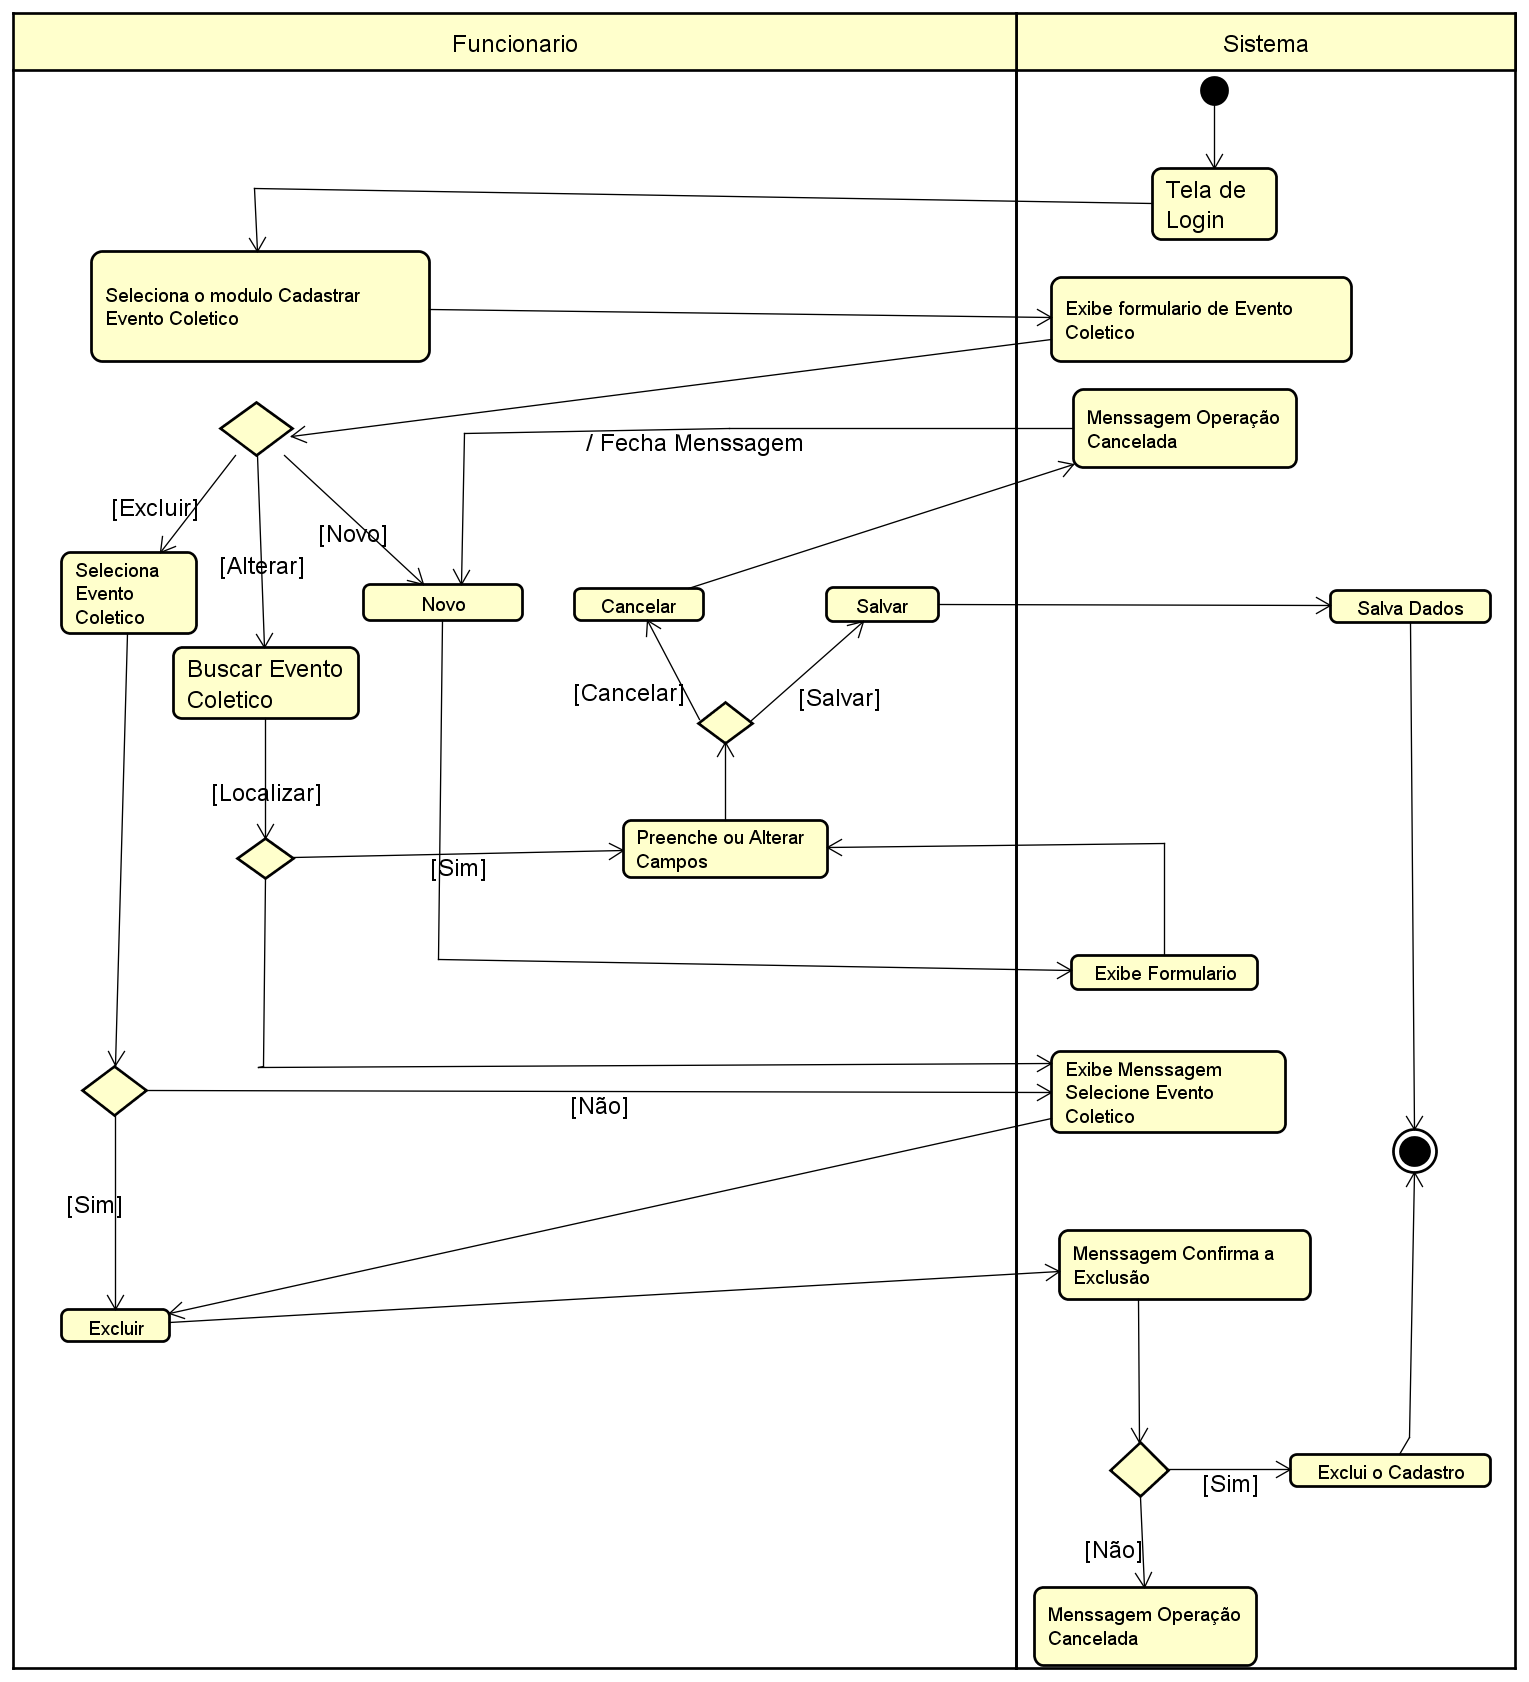 Funcionario
Sistema
Tela de
Login
Seleciona o modulo Cadastrar
Evento Coletico
Exibe formulario de Evento
Coletico
Menssagem Operação
Cancelada
/ Fecha Menssagem
[Excluir]
[Novo]
[Alterar]
Seleciona
Evento
Coletico
Novo
Cancelar
Salvar
Salva Dados
Buscar Evento
Coletico
[Cancelar]
[Salvar]
[Localizar]
Preenche ou Alterar
Campos
[Sim]
Exibe Formulario
Exibe Menssagem
Selecione Evento
Coletico
[Não]
[Sim]
Menssagem Confirma a
Exclusão
Excluir
Exclui o Cadastro
[Sim]
[Não]
Menssagem Operação
Cancelada